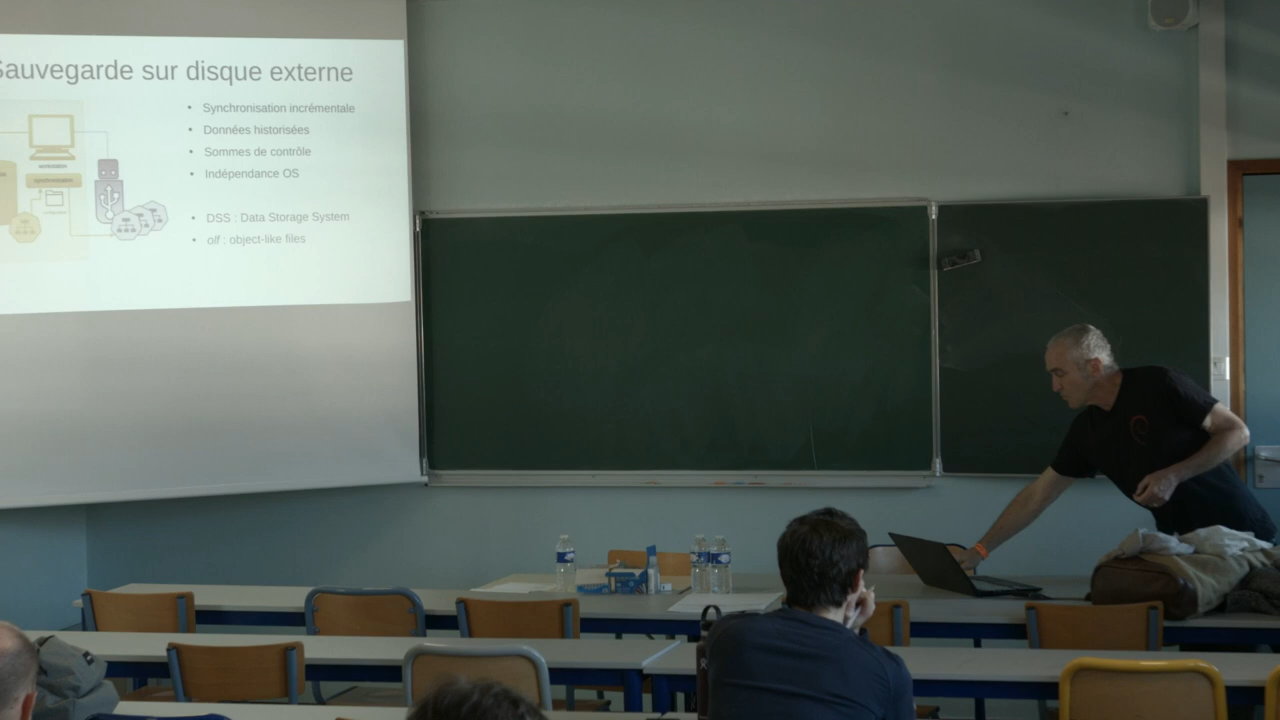 Sauvegarde sur disque externe
• Synchronisation incrémentale
• Données historisées
• Sommes de contrôle
• Indépendance OS
• DSS : Data Storage System
• olf : object-like files